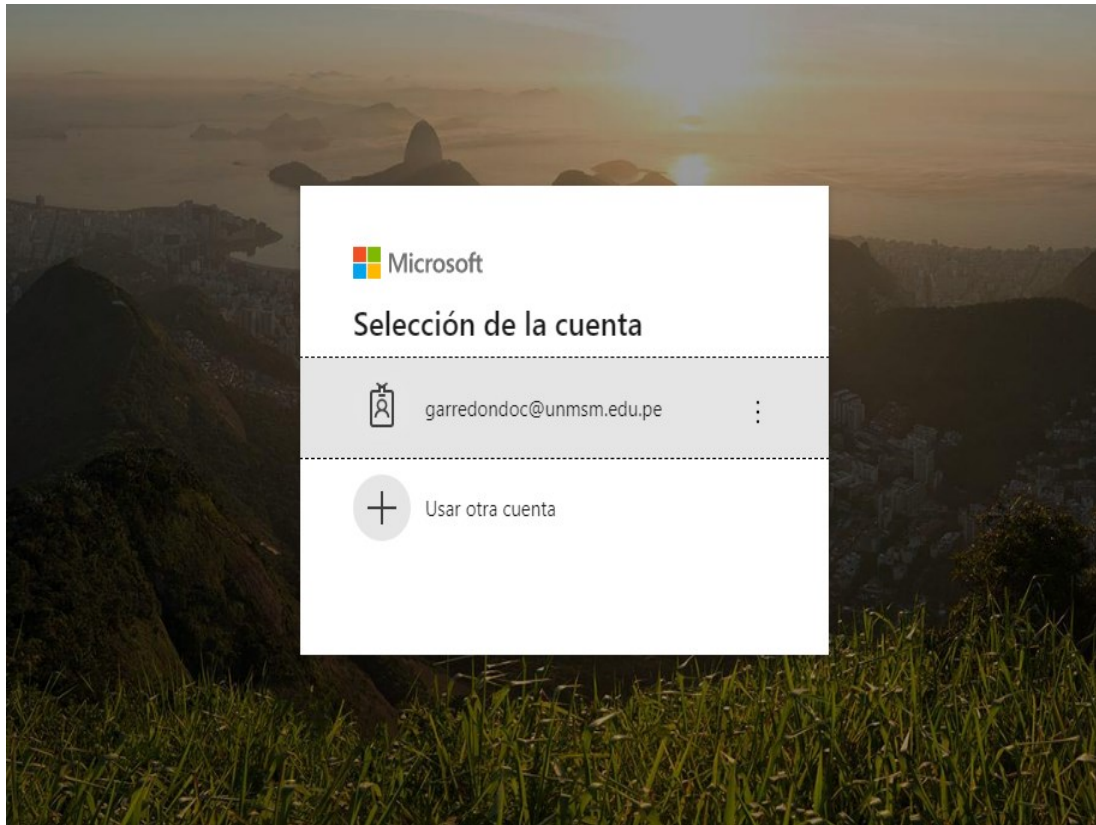 Microsoft
Selección de la cuenta
garredondoc@unmsm.edu.pe
Usar otra cuenta